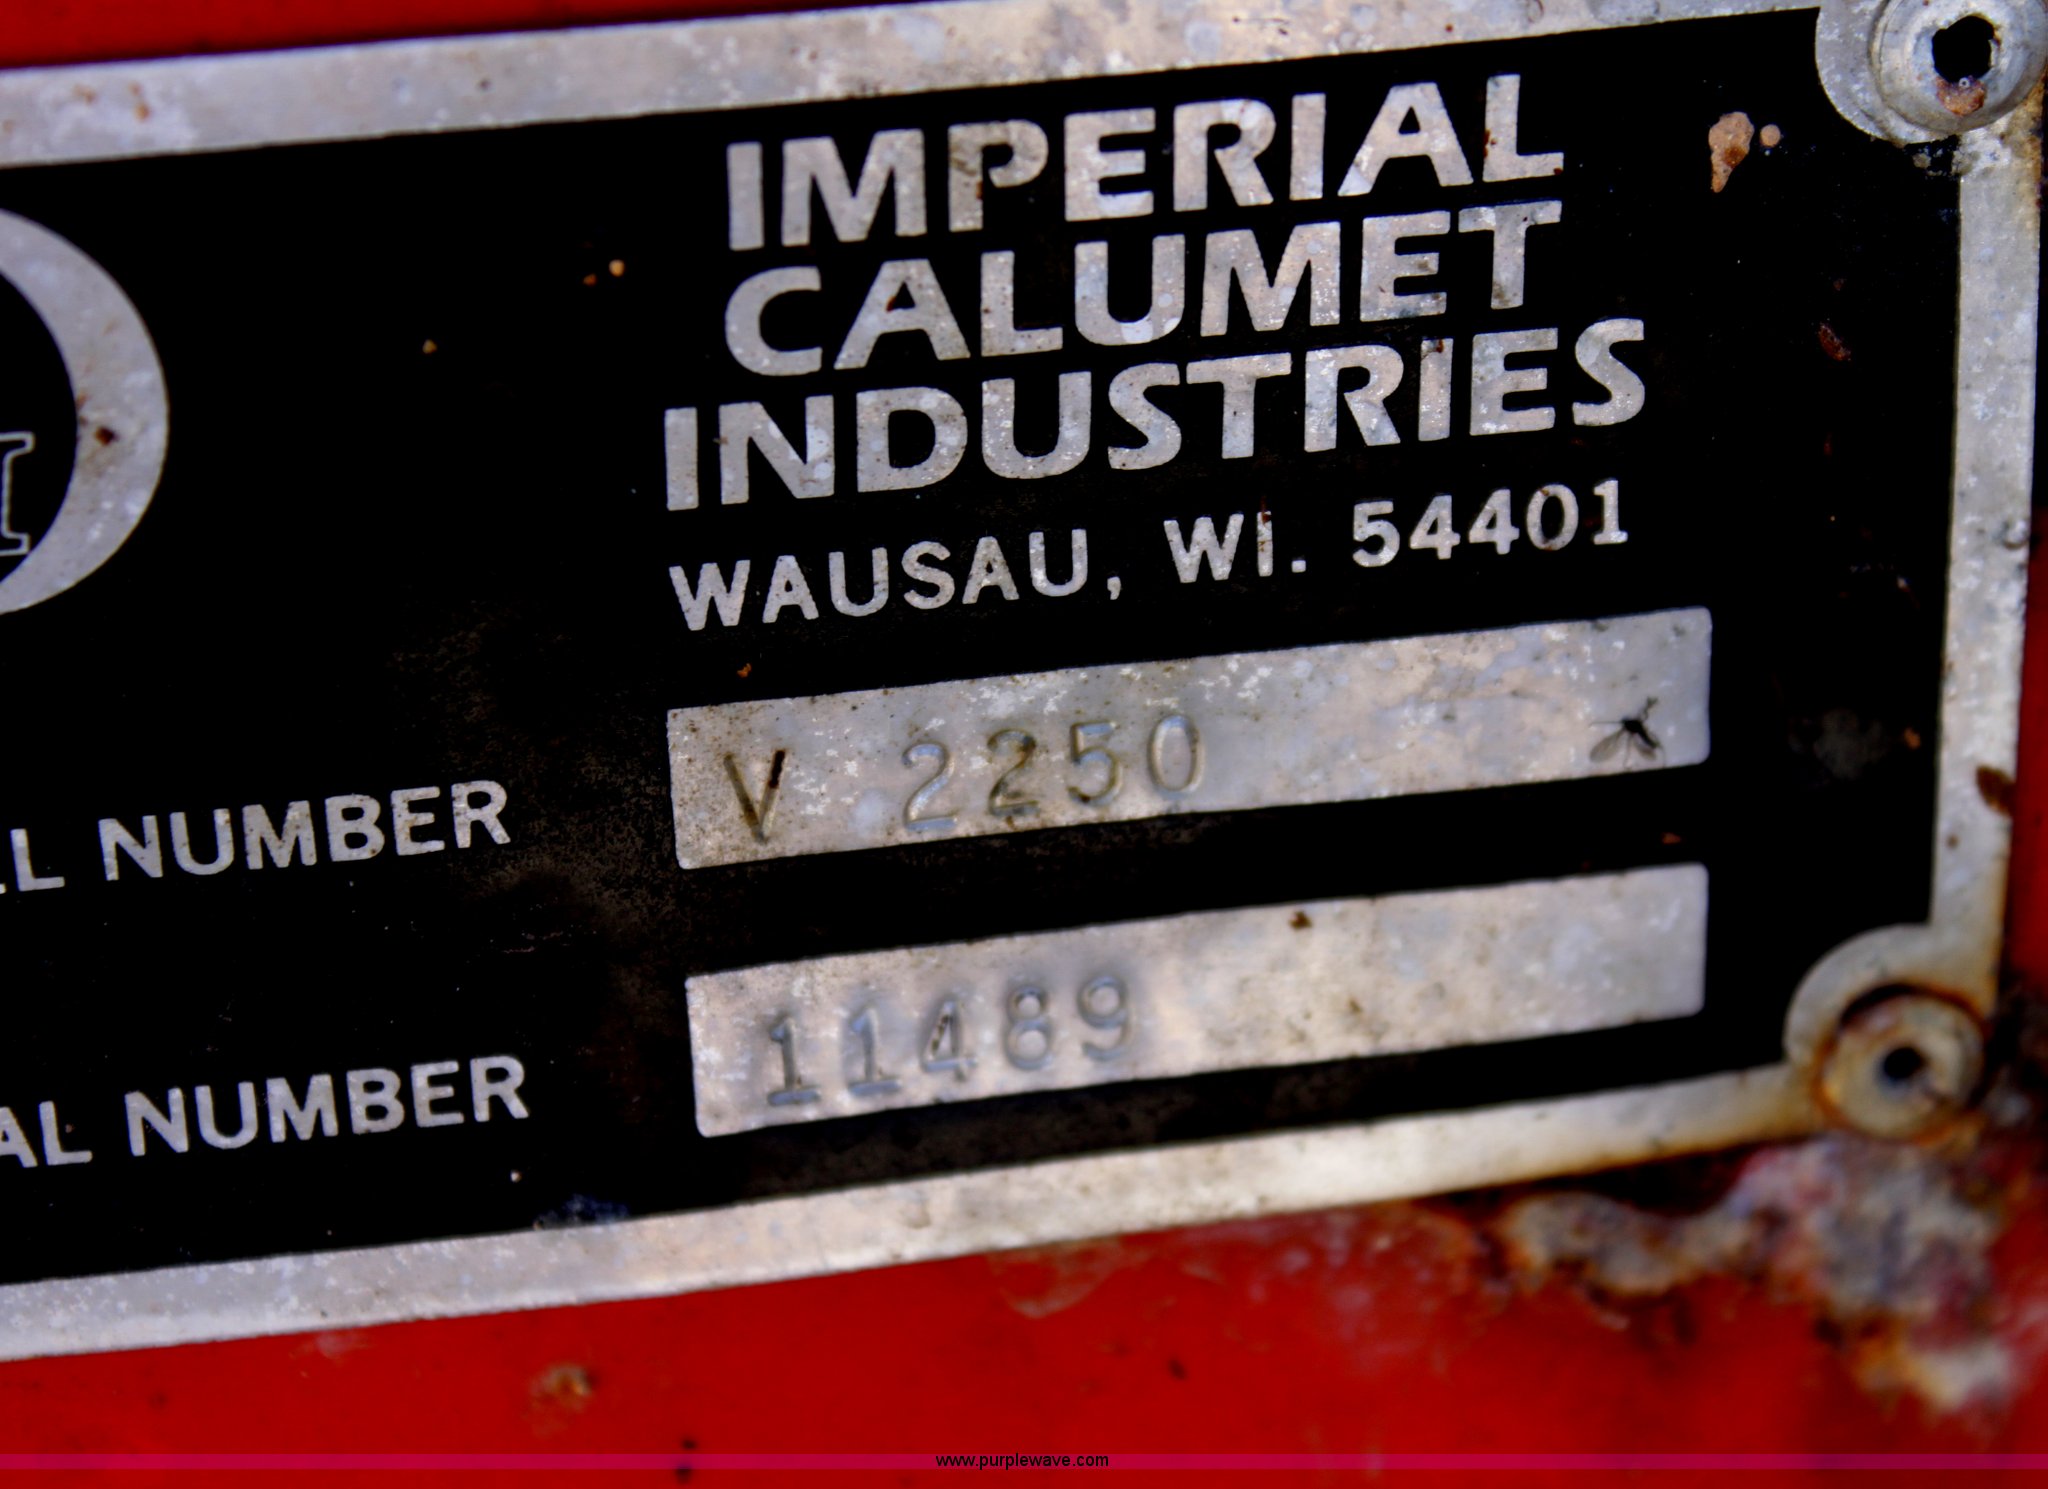 IMPERIAL
CALUMET
INDUSTRIES
WAUSAU, WI. 54401
NUMBER V 2250
NUMBER 11489
www.purplewave.com